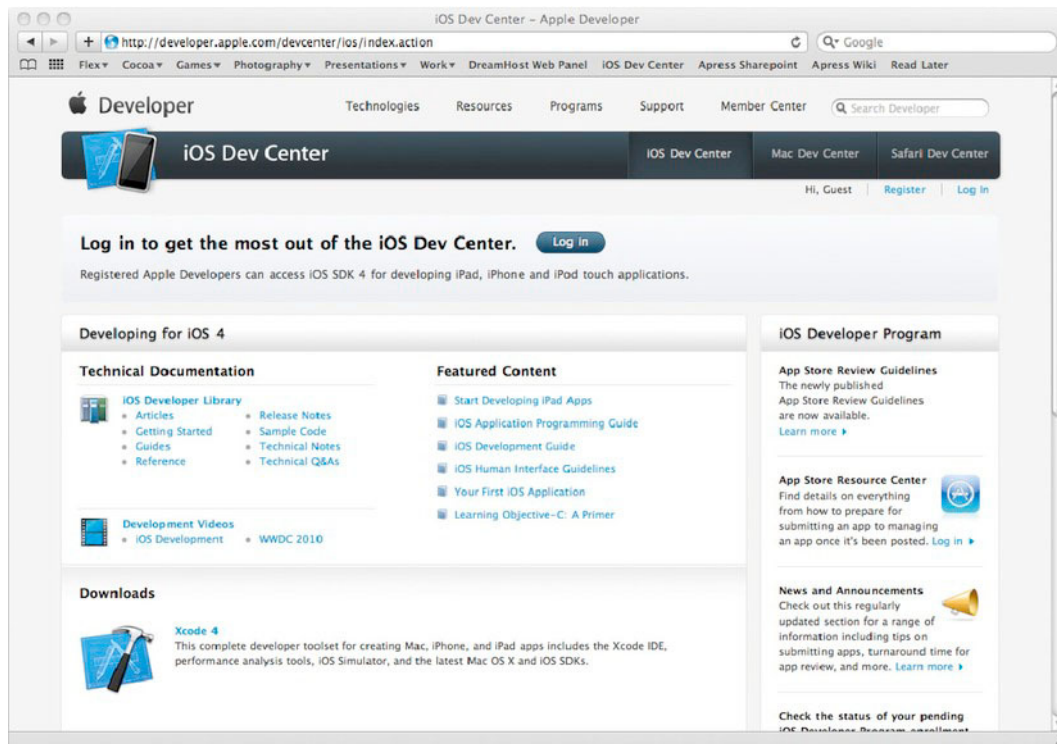 iOS Dev Center – Apple Developer
http://developer.apple.com/devcenter/ios/index.action
Google
Flex Cocoa Games Photography Presentations Work DreamHost Web Panel iOS Dev Center Apress Sharepoint Apress Wiki Read Later
Developer
Technologies Resources Programs Support Member Center Search Developer
iOS Dev Center
iOS Dev Center Mac Dev Center Safari Dev Center
Hi, Guest Register Log In
Log in to get the most out of the iOS Dev Center. Log in
Registered Apple Developers can access iOS SDK 4 for developing iPad, iPhone and iPod touch applications.
Developing for iOS 4
Technical Documentation
iOS Developer Library
• Articles
• Getting Started
• Guides
• Reference
• Release Notes
• Sample Code
• Technical Notes
• Technical Q&As
Development Videos
• iOS Development • WWDC 2010
Featured Content
Start Developing iPad Apps
iOS Application Programming Guide
iOS Development Guide
iOS Human Interface Guidelines
Your First iOS Application
Learning Objective-C: A Primer
Downloads
Xcode 4
This complete developer toolset for creating Mac, iPhone, and iPad apps includes the Xcode IDE,
performance analysis tools, iOS Simulator, and the latest Mac OS X and iOS SDKs.
iOS Developer Program
App Store Review Guidelines
The newly published
App Store Review Guidelines
are now available.
Learn more
App Store Resource Center
Find details on everything
from how to prepare for
submitting an app to managing
an app once it's been posted. Log in
News and Announcements
Check out this regularly
updated section for a range of
information including tips on
submitting apps, turnaround time for
app review, and more. Learn more
Check the status of your pending
iOS Developer Program enrollment